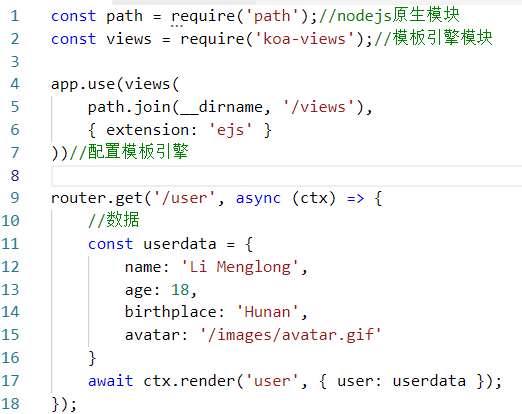 1 const path = require('path');//nodejs原生模块
2 const views = require('koa-views');//模板引擎模块
3
4 app.use(views(
5     path.join(__dirname, '/views'),
6     { extension: 'ejs' }
7 ))//配置模板引擎
8
9 router.get('/user', async (ctx) => {
10     //数据
11     const userdata = {
12         name: 'Li Menglong',
13         age: 18,
14         birthplace: 'Hunan',
15         avatar: '/images/avatar.gif'
16     }
17     await ctx.render('user', { user: userdata });
18 });